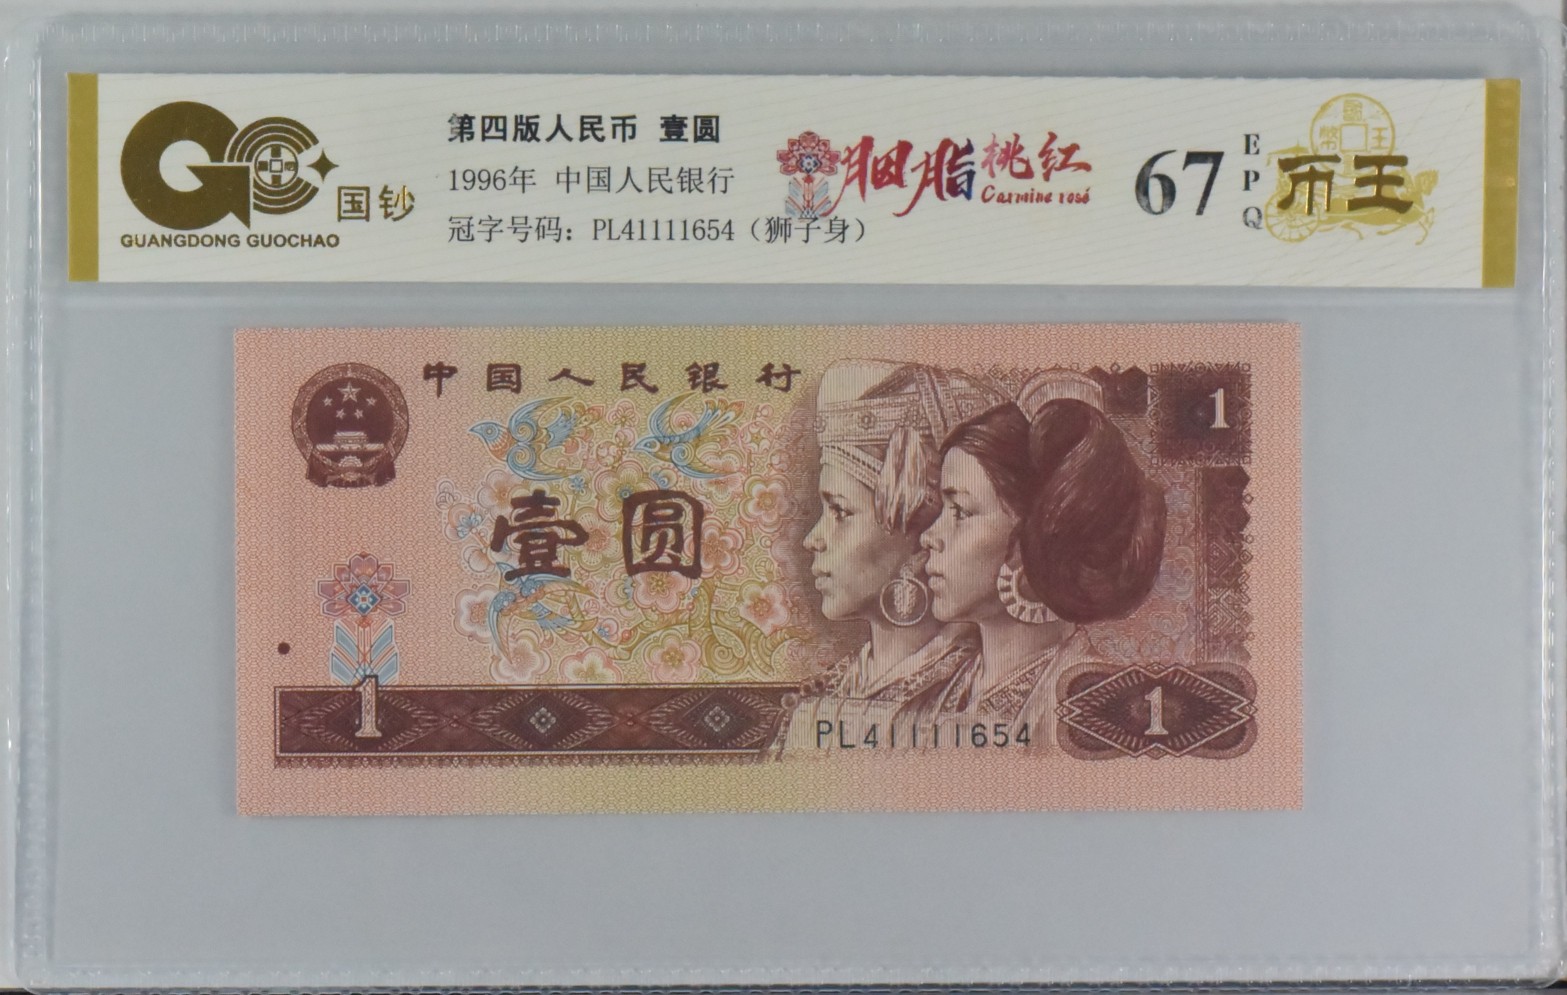 国钞
GUANGDONG GUOCHAO
第四版人民币 壹圆
1996年 中国人民银行
冠字号码：PL41111654（狮子身）
胭脂桃红
Carmine rosé
67
EPQ
币王
中国人民银行
1
壹圆
1
PL41111654
1